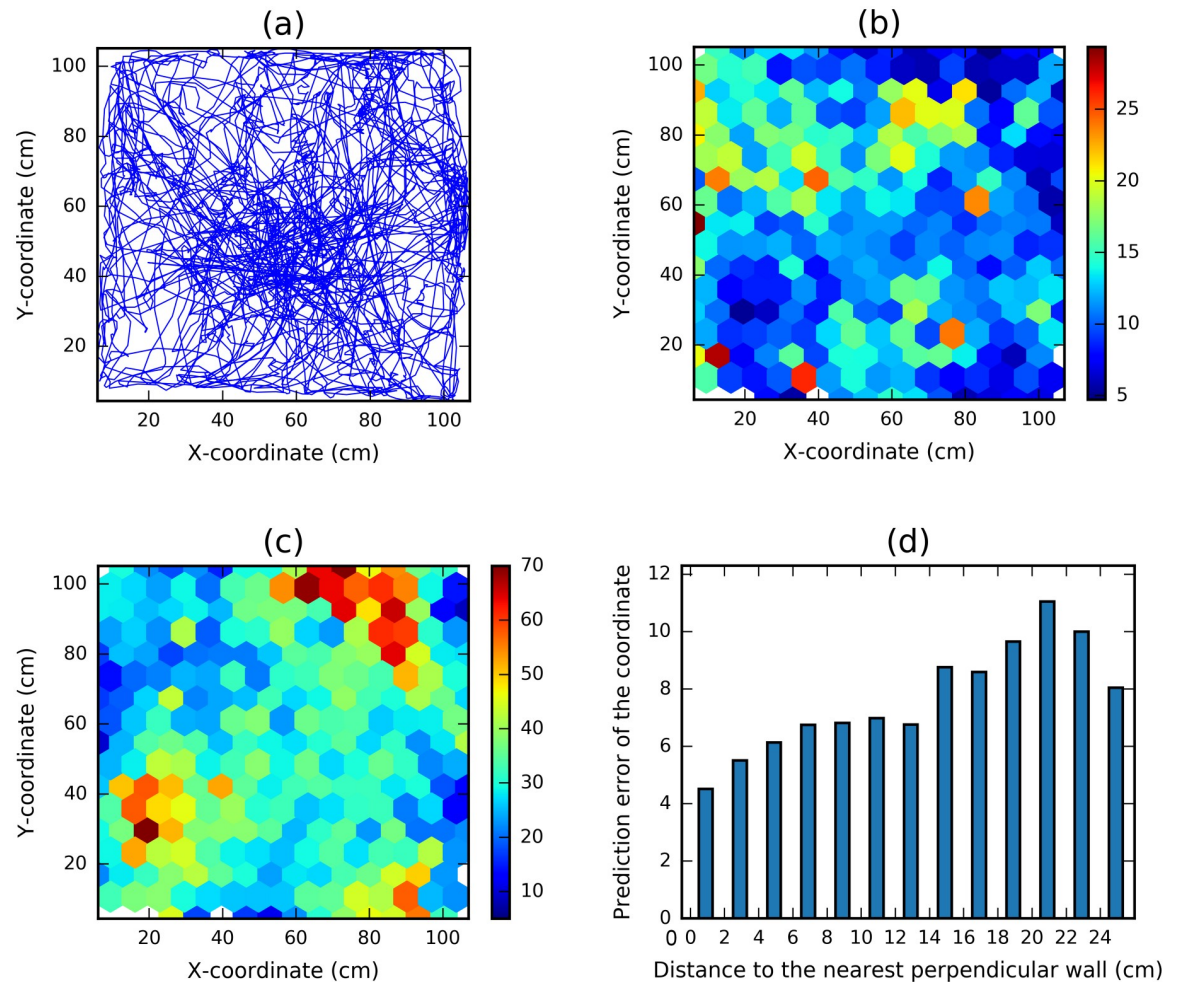 (a)
Y-coordinate (cm)
100
80
60
40
20
20 40 60 80 100
X-coordinate (cm)
(b)
Y-coordinate (cm)
100
80
60
40
20
20 40 60 80 100
X-coordinate (cm)
25
20
15
10
5
(c)
Y-coordinate (cm)
100
80
60
40
20
20 40 60 80 100
X-coordinate (cm)
70
60
50
40
30
20
10
(d)
Prediction error of the coordinate
12
10
8
6
4
2
0
0 0 2 4 6 8 10 12 14 16 18 20 22 24
Distance to the nearest perpendicular wall (cm)